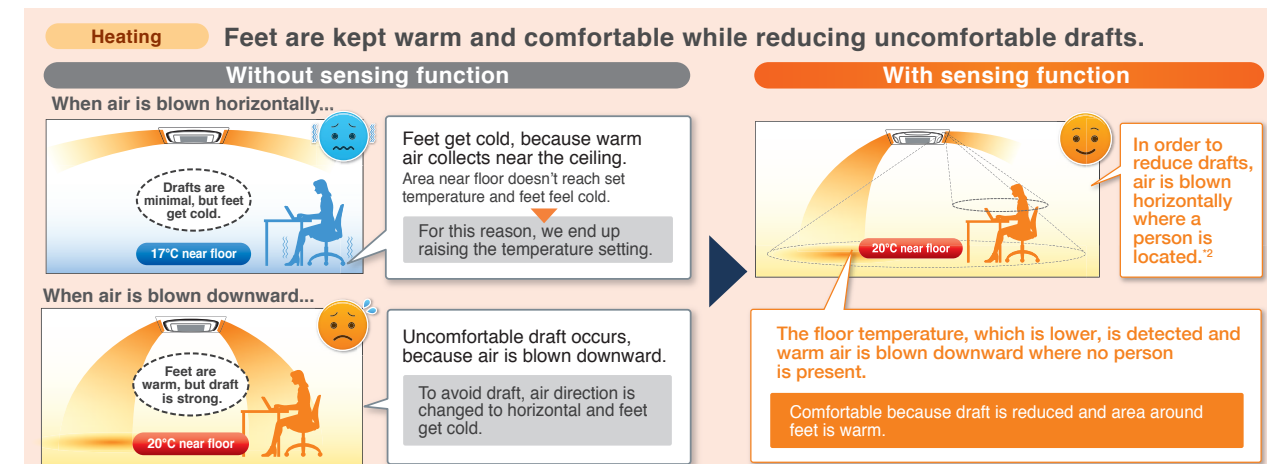 Heating
Feet are kept warm and comfortable while reducing uncomfortable drafts.
Without sensing function
When air is blown horizontally...
Drafts are
minimal, but feet
get cold.
17°C near floor
Feet get cold, because warm
air collects near the ceiling.
Area near floor doesn't reach set
temperature and feet feel cold.
For this reason, we end up
raising the temperature setting.
When air is blown downward...
Feet are
warm, but draft
is strong.
20°C near floor
Uncomfortable draft occurs,
because air is blown downward.
To avoid draft, air direction is
changed to horizontal and feet
get cold.
With sensing function
20°C near floor
In order to
reduce drafts,
air is blown
horizontally
where a
person is
located.*2
The floor temperature, which is lower, is detected and
warm air is blown downward where no person
is present.
Comfortable because draft is reduced and area around
feet is warm.